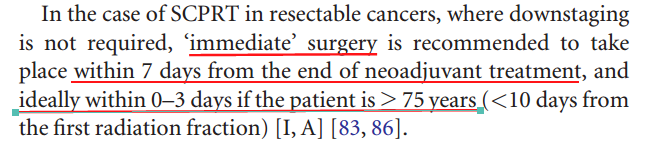 In the case of SCPRT in resectable cancers, where downstaging
is not required, ‘immediate’ surgery is recommended to take
place within 7 days from the end of neoadjuvant treatment, and
ideally within 0–3 days if the patient is > 75 years (<10 days from
the first radiation fraction) [I, A] [83, 86].